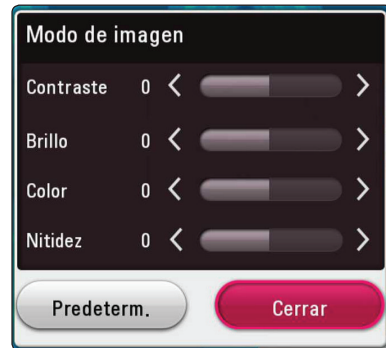 Modo de imagen
Contraste 0
Brillo 0
Color 0
Nitidez 0
Predeterm. Cerrar